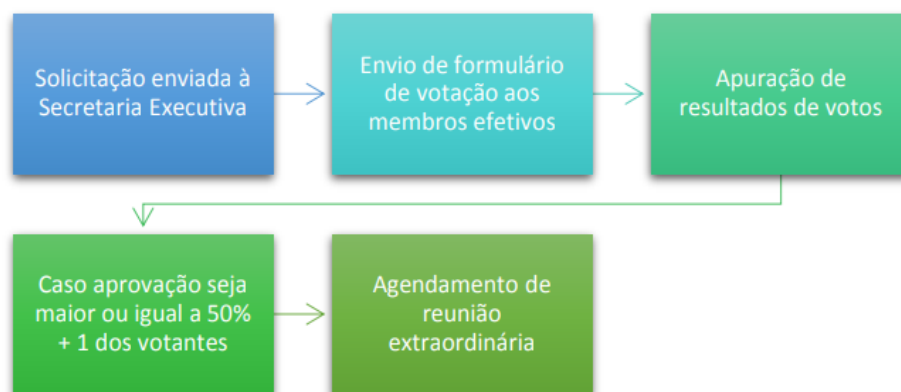 Solicitação enviada à
Secretaria Executiva
Envio de formulário
de votação aos
membros efetivos
Apuração de
resultados de votos
Caso aprovação seja
maior ou igual a 50%
+ 1 dos votantes
Agendamento de
reunião
extraordinária